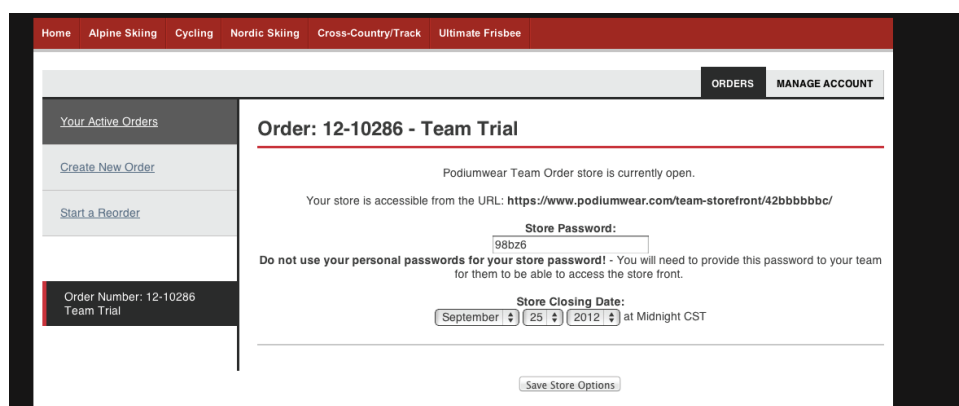 Home Alpine Skiing Cycling Nordic Skiing Cross-Country/Track Ultimate Frisbee
ORDERS MANAGE ACCOUNT
Your Active Orders
Create New Order
Start a Reorder
Order Number: 12-10286
Team Trial
Order: 12-10286 - Team Trial
Podiumwear Team Order store is currently open.
Your store is accessible from the URL: https://www.podiumwear.com/team-storefront/42bbbbbbc/
Store Password:
98bz6
Do not use your personal passwords for your store password! - You will need to provide this password to your team
for them to be able to access the store front.
Store Closing Date:
September 25 2012 at Midnight CST
Save Store Options